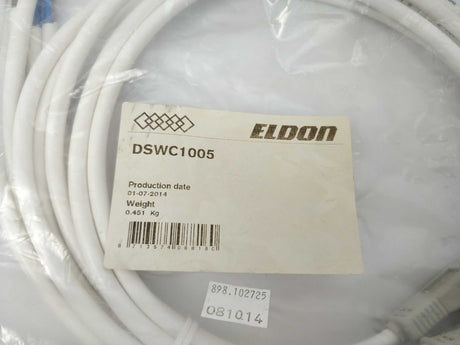 ELDON
DSWC1005
Production date
01-07-2014
Weight
0.451 Kg
898.102725
081014